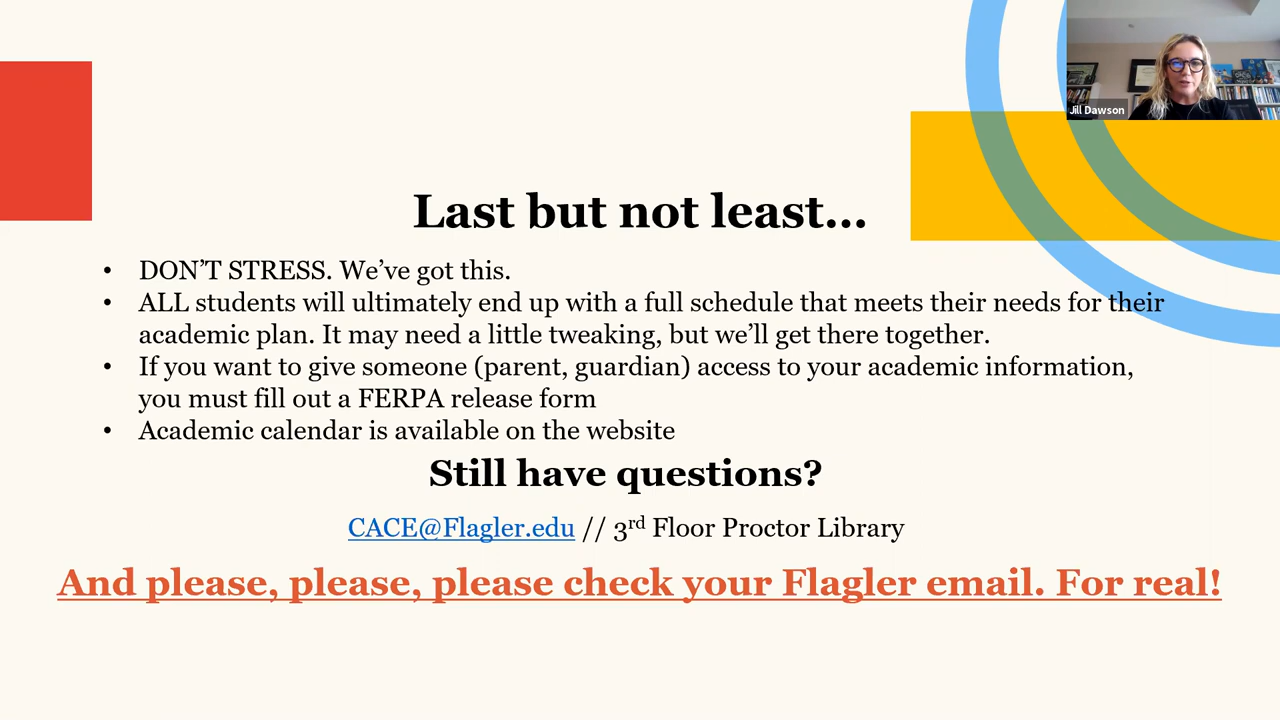 Jill Dawson
Last but not least...
• DON'T STRESS. We've got this.
• ALL students will ultimately end up with a full schedule that meets their needs for their
academic plan. It may need a little tweaking, but we'll get there together.
• If you want to give someone (parent, guardian) access to your academic information,
you must fill out a FERPA release form
• Academic calendar is available on the website
Still have questions?
CACE@Flagler.edu // 3rd Floor Proctor Library
And please, please, please check your Flagler email. For real!